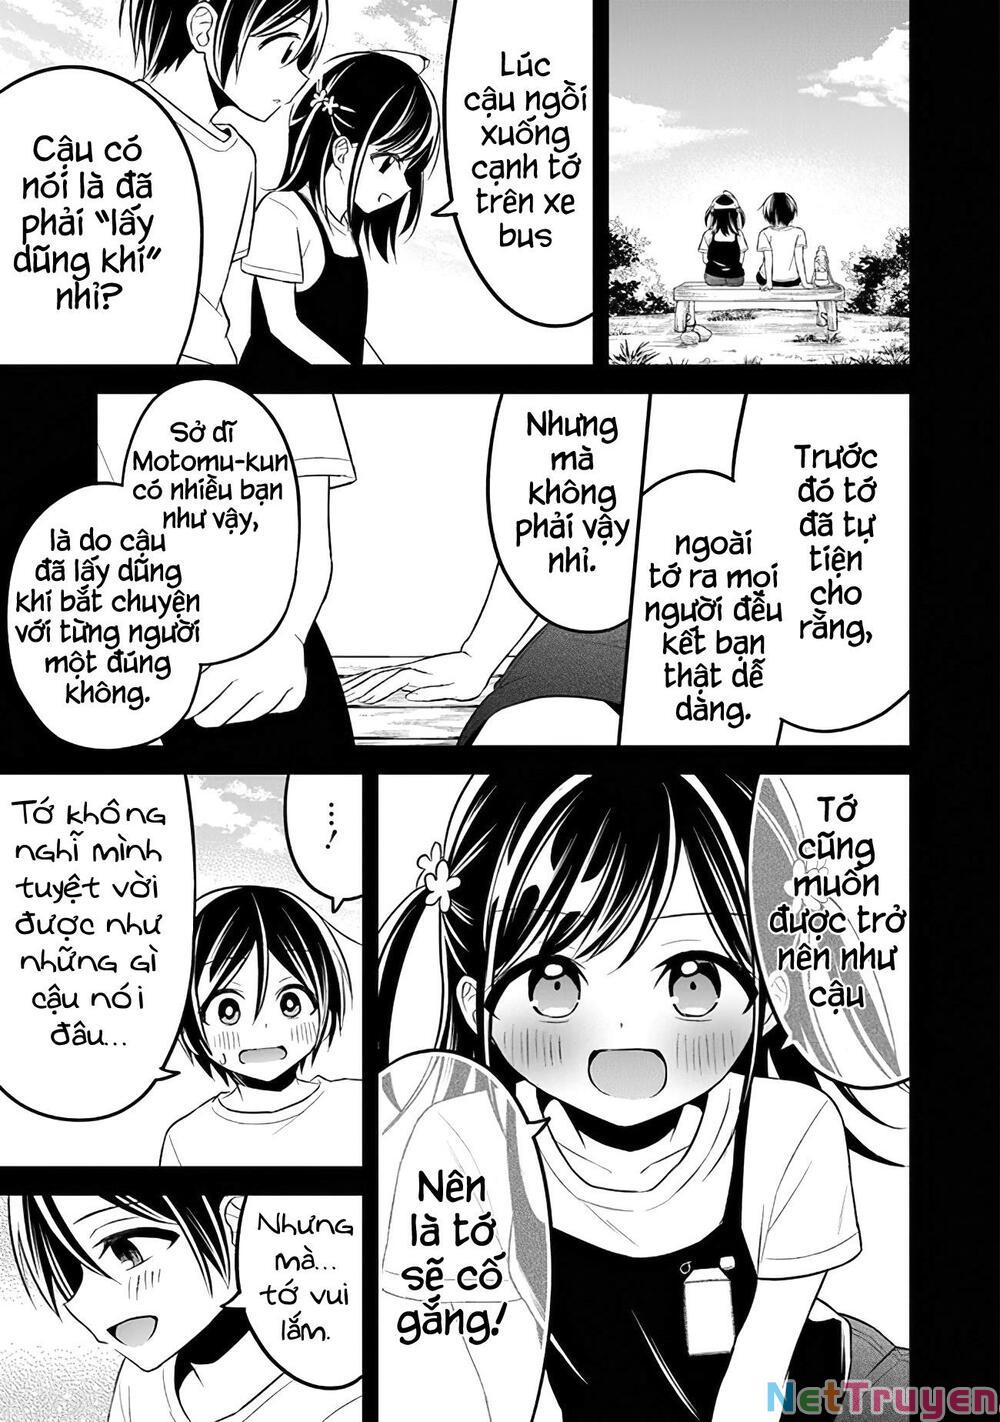 Lúc
cậu ngồi
xuống
cạnh tớ
trên xe
bus
Cậu có
nói là đã
phải "lấy
dũng khí"
nhỉ?
Trước
đó tớ
đã tự
tiện
cho
rằng,
ngoài
tớ ra mọi
người đều
kết bạn
thật dễ
dàng.
Nhưng
mà
không
phải vậy
nhỉ.
Sở dĩ
Motomu-kun
có nhiều bạn
như vậy,
là do cậu
đã lấy dũng
khí bắt chuyện
với từng người
một đúng
không.
Tớ
cũng
muốn
được trở
nên như
cậu
Nên
là tớ
sẽ cố
gắng!
...!
Tớ không
nghĩ mình
tuyệt vời
được như
những gì
cậu nói
đâu...
Nhưng
mà...
tớ vui
lắm.
NetTruyen